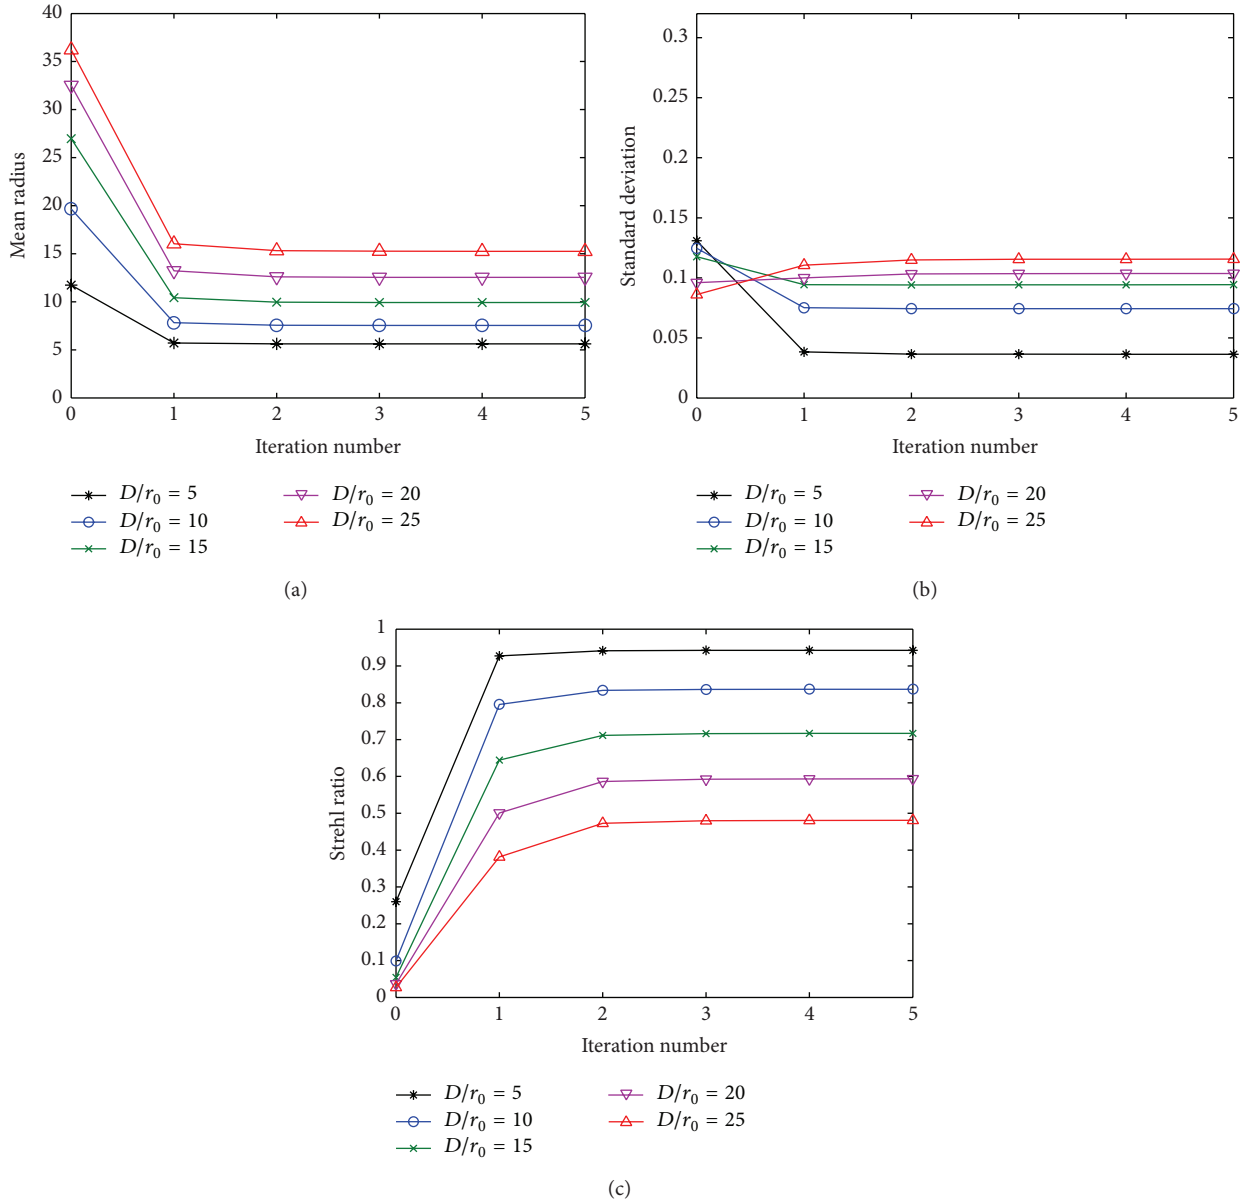 40
35
30
25
20
15
10
5
0
Mean radius
0 1 2 3 4 5
Iteration number
D/r₀ = 5
D/r₀ = 10
D/r₀ = 15
D/r₀ = 20
D/r₀ = 25
(a)
0.3
0.25
0.2
0.15
0.1
0.05
0
Standard deviation
0 1 2 3 4 5
Iteration number
D/r₀ = 5
D/r₀ = 10
D/r₀ = 15
D/r₀ = 20
D/r₀ = 25
(b)
1
0.9
0.8
0.7
0.6
0.5
0.4
0.3
0.2
0.1
0
Strehl ratio
0 1 2 3 4 5
Iteration number
D/r₀ = 5
D/r₀ = 10
D/r₀ = 15
D/r₀ = 20
D/r₀ = 25
(c)